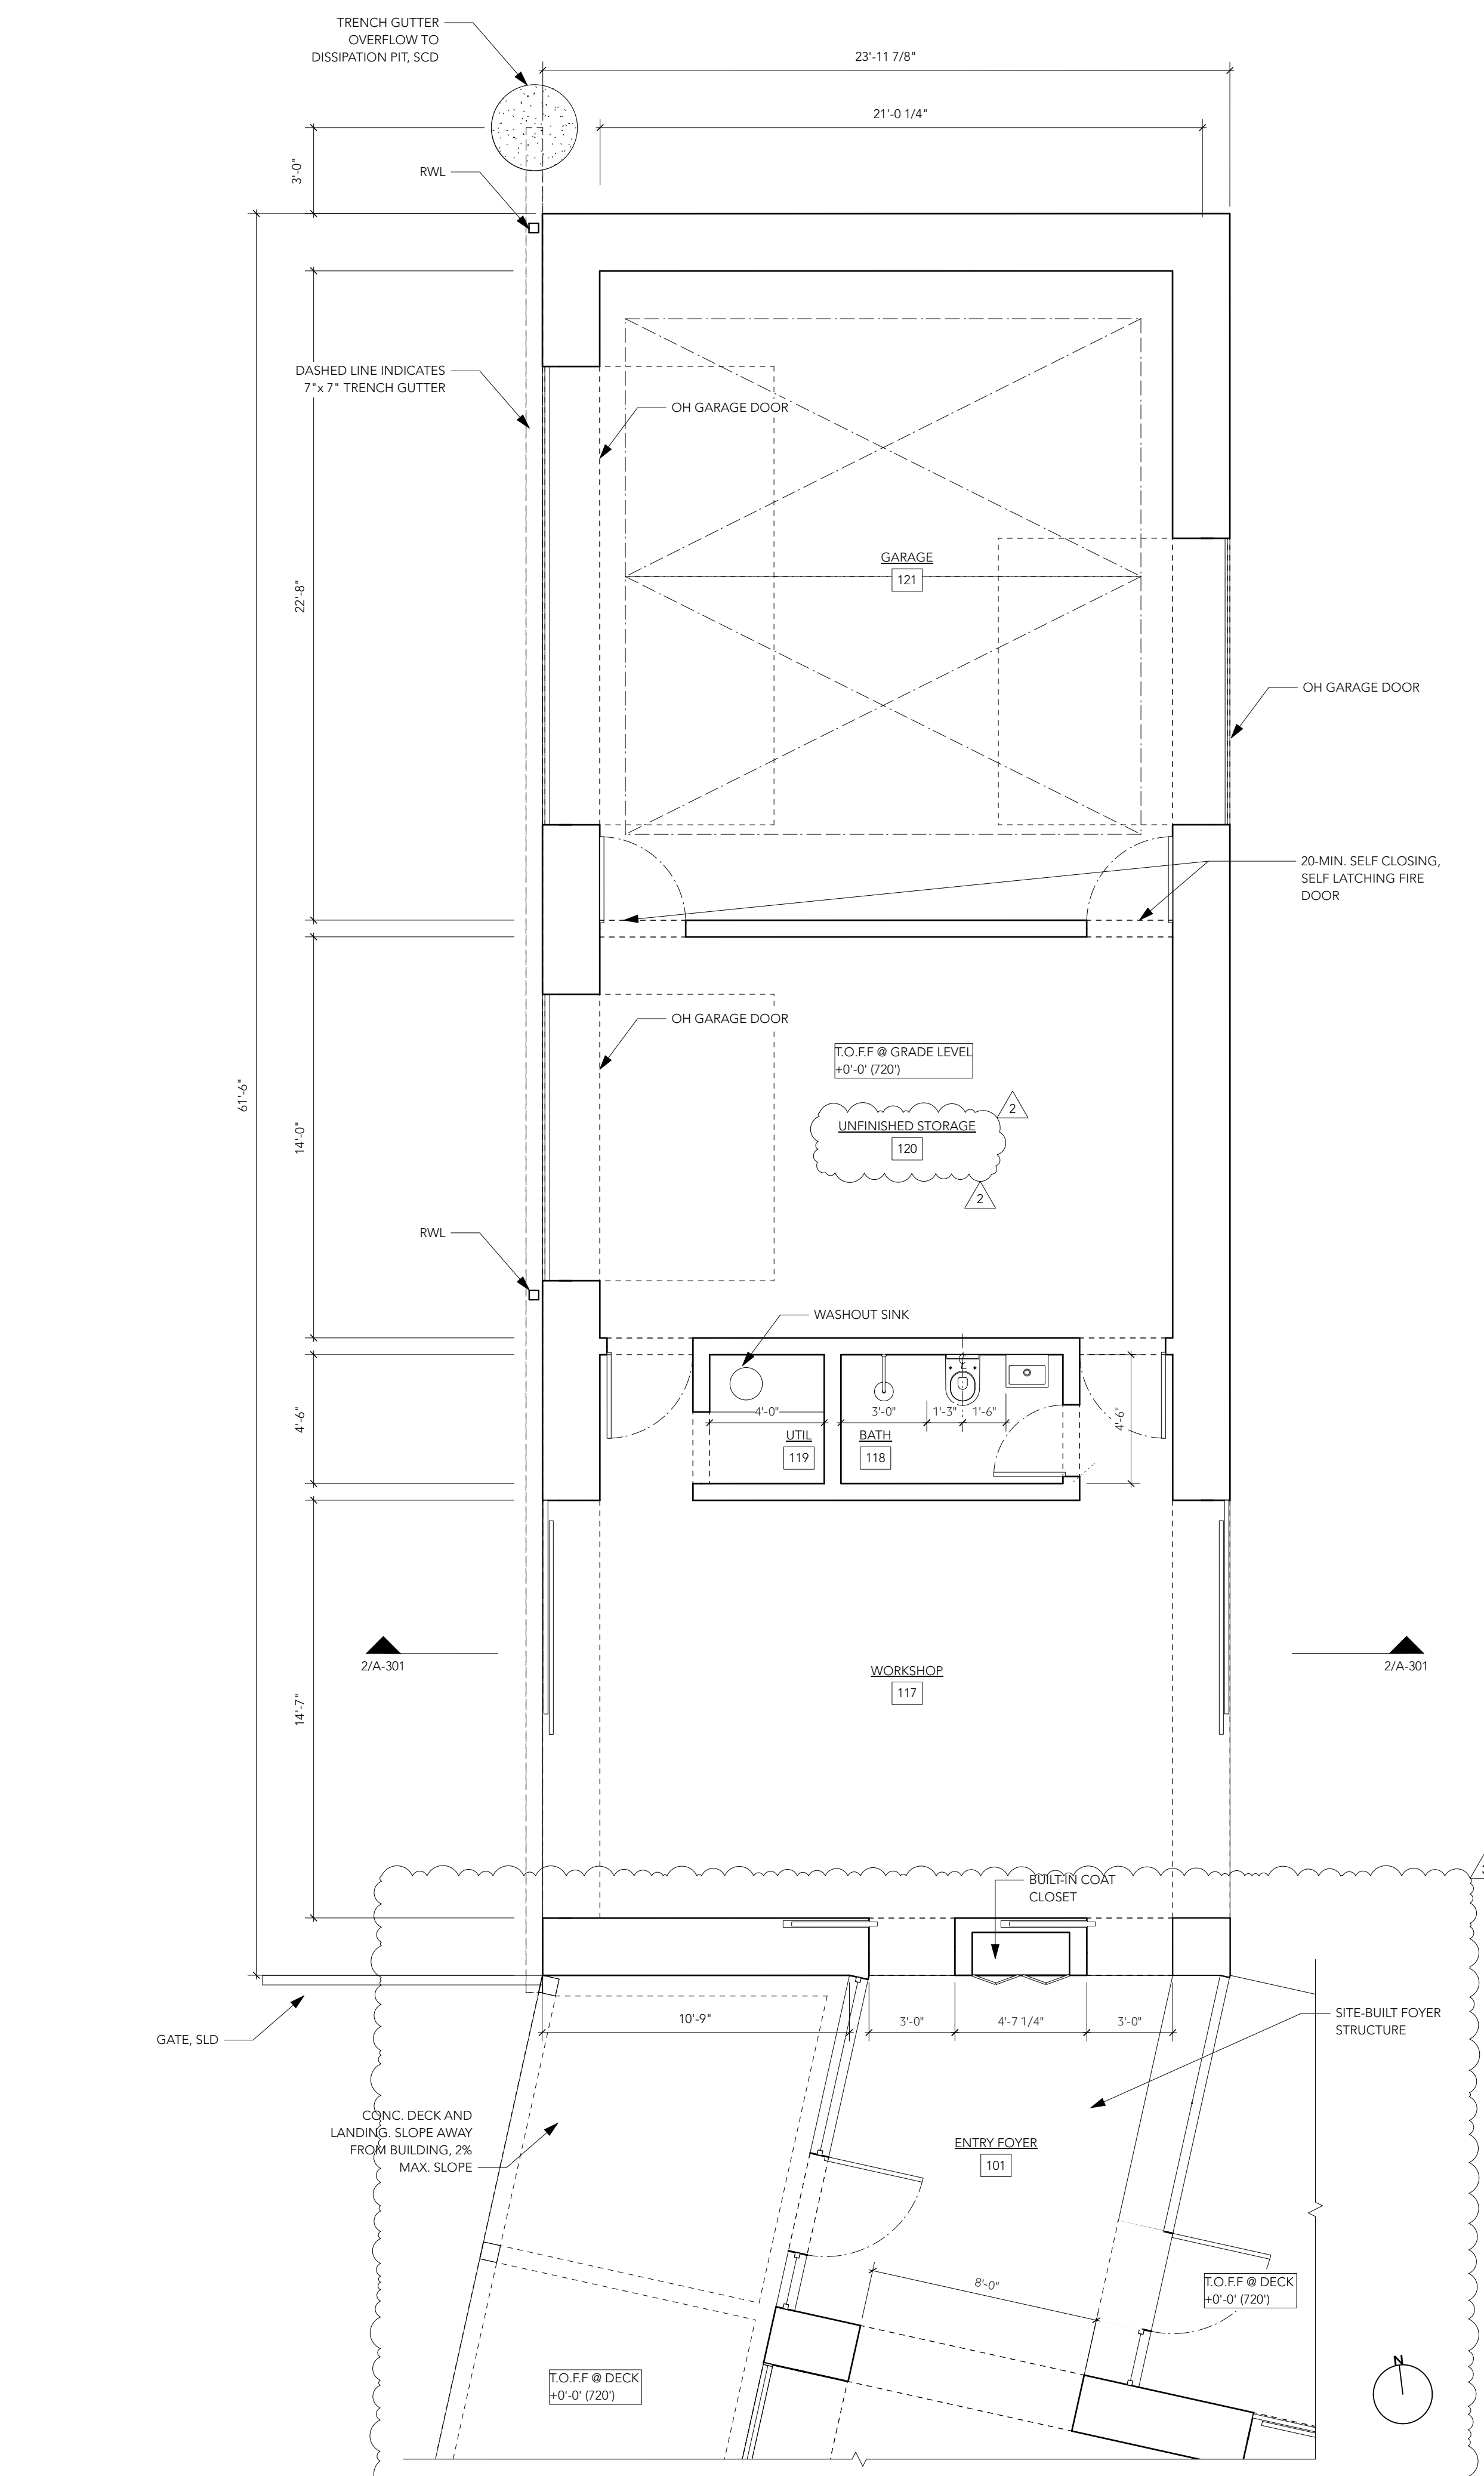 TRENCH GUTTER
OVERFLOW TO
DISSIPATION PIT, SCD
23'-11 7/8"
21'-0 1/4"
3'-0"
RWL
DASHED LINE INDICATES
7"x 7" TRENCH GUTTER
OH GARAGE DOOR
GARAGE
121
22'-8"
OH GARAGE DOOR
20-MIN. SELF CLOSING,
SELF LATCHING FIRE
DOOR
OH GARAGE DOOR
T.O.F.F @ GRADE LEVEL
+0'-0' (720')
61'-6"
14'-0"
2
UNFINISHED STORAGE
120
2
RWL
WASHOUT SINK
4'-6"
4'-0"
3'-0"
1'-3"
1'-6"
4'-6"
UTIL
119
BATH
118
2/A-301
2/A-301
WORKSHOP
117
14'-7"
BUILT-IN COAT
CLOSET
GATE, SLD
10'-9"
3'-0"
4'-7 1/4"
3'-0"
SITE-BUILT FOYER
STRUCTURE
CONC. DECK AND
LANDING. SLOPE AWAY
FROM BUILDING, 2%
MAX. SLOPE
ENTRY FOYER
101
8'-0"
T.O.F.F @ DECK
+0'-0' (720')
T.O.F.F @ DECK
+0'-0' (720')
N